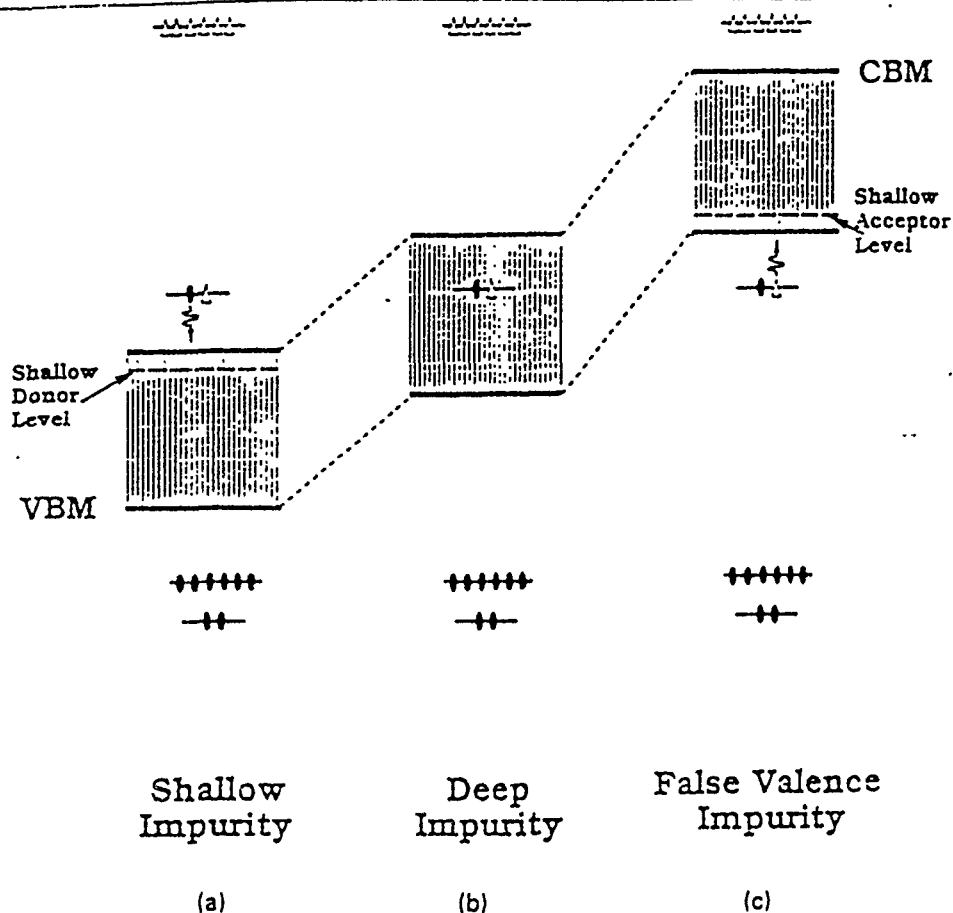 CBM
Shallow
Acceptor
Level
Shallow
Donor
Level
VBM
Shallow
Impurity
Deep
Impurity
False Valence
Impurity
(a)
(b)
(c)